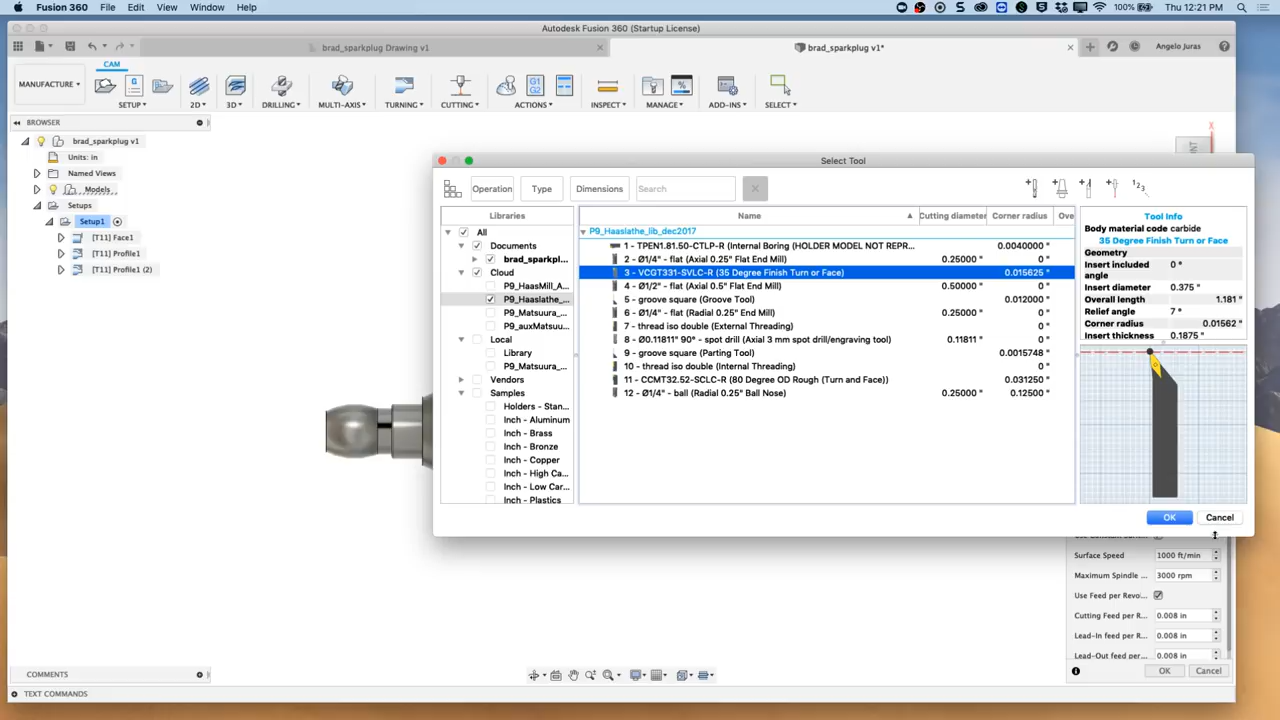 Fusion 360 File Edit View Window Help 100% Thu 12:21 PM
Autodesk Fusion 360 (Startup License)
brad_sparkplug Drawing v1 brad_sparkplug v1* Angelo Juras
CAM
MANUFACTURE
SETUP 2D 3D DRILLING MULTI-AXIS TURNING CUTTING ACTIONS INSPECT MANAGE ADD-INS SELECT
BROWSER
brad_sparkplug v1
Units: in
Named Views
Models
Setups
Setup1
[T11] Face1
[T11] Profile1
[T11] Profile1 (2)
Select Tool
Operation Type Dimensions Search
Libraries
All
Documents
brad_sparkpl...
Cloud
P9_HaasMill_A...
P9_Haaslathe_...
P9_Matsuura_...
P9_auxMatsuu...
Local
Library
P9_Matsuura_...
Vendors
Samples
Holders - Stan...
Inch - Aluminum
Inch - Brass
Inch - Bronze
Inch - Copper
Inch - High Ca...
Inch - Low Car...
Inch - Plastics
Name Cutting diameter Corner radius Ove
P9_Haaslathe_lib_dec2017
1 - TPEN1.81.50-CTLP-R (Internal Boring (HOLDER MODEL NOT REPR... 0.0040000 "
2 - Ø1/4" - flat (Axial 0.25" Flat End Mill) 0.25000 " 0 "
3 - VCGT331-SVLC-R (35 Degree Finish Turn or Face) 0.015625 "
4 - Ø1/2" - flat (Axial 0.5" Flat End Mill) 0.50000 " 0 "
5 - groove square (Groove Tool) 0.012000 "
6 - Ø1/4" - flat (Radial 0.25" End Mill) 0.25000 " 0 "
7 - thread iso double (External Threading) 0 "
8 - Ø0.11811" 90° - spot drill (Axial 3 mm spot drill/engraving tool) 0.11811 " 0 "
9 - groove square (Parting Tool) 0.0015748 "
10 - thread iso double (Internal Threading) 0 "
11 - CCMT32.52-SCLC-R (80 Degree OD Rough (Turn and Face)) 0.031250 "
12 - Ø1/4" - ball (Radial 0.25" Ball Nose) 0.25000 " 0.12500 "
Tool Info
Body material code carbide
35 Degree Finish Turn or Face
Geometry
Insert included angle 0 °
Insert diameter 0.375 "
Overall length 1.181 "
Relief angle 7 °
Corner radius 0.01562 "
Insert thickness 0.1875 "
OK Cancel
Surface Speed 1000 ft/min
Maximum Spindle ... 3000 rpm
Use Feed per Revo...
Cutting Feed per R... 0.008 in
Lead-In feed per R... 0.008 in
Lead-Out feed per... 0.008 in
OK Cancel
COMMENTS
TEXT COMMANDS